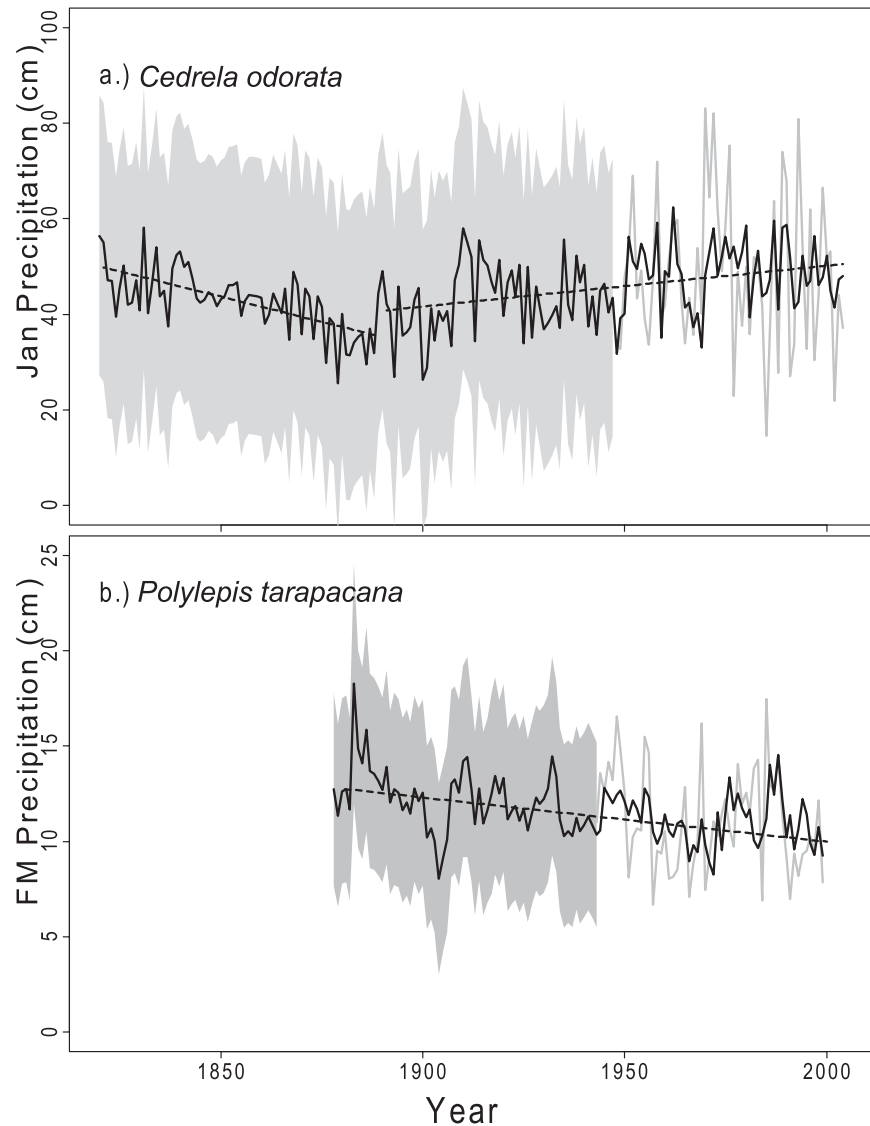 a.) Cedrela odorata
Jan Precipitation (cm)
100
80
60
40
20
0
b.) Polylepis tarapacana
FM Precipitation (cm)
25
20
15
10
5
0
1850 1900 1950 2000
Year